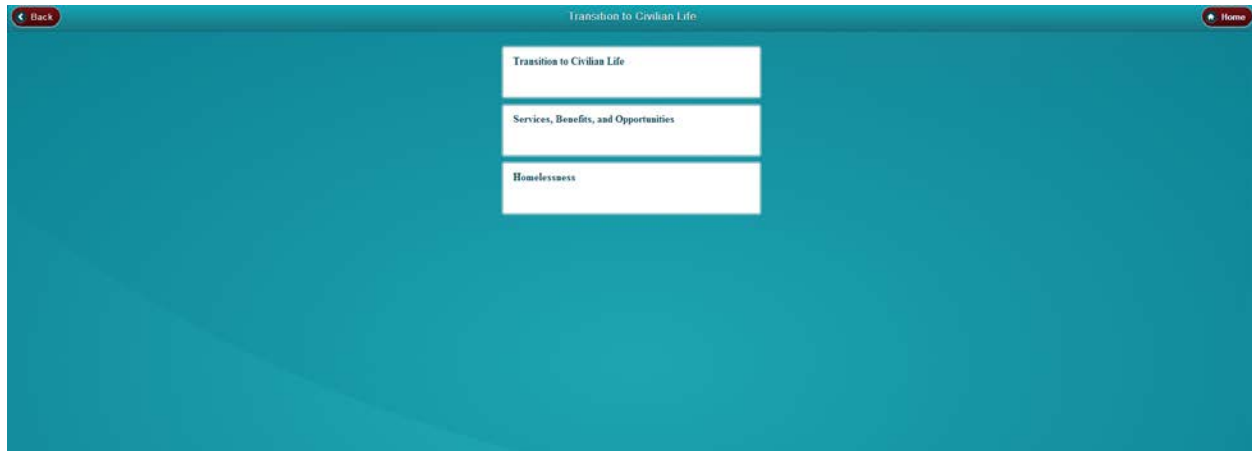 Back
Transition to Civilian Life
Home
Transition to Civilian Life
Services, Benefits, and Opportunities
Homelessness